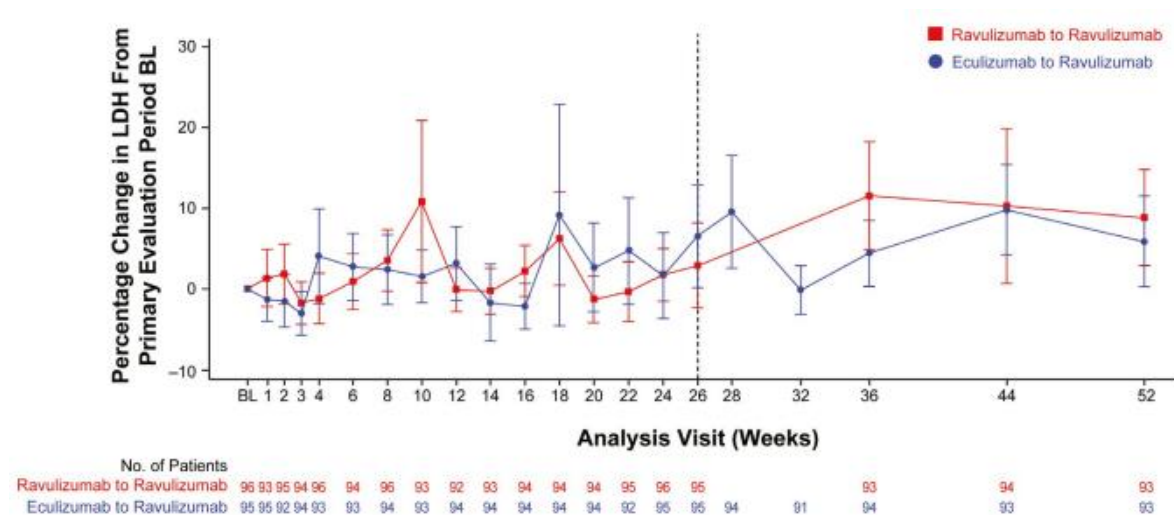 Percentage Change in LDH From
Primary Evaluation Period BL
30
20
10
0
–10
Ravulizumab to Ravulizumab
Eculizumab to Ravulizumab
BL 1 2 3 4 6 8 10 12 14 16 18 20 22 24 26 28 32 36 44 52
Analysis Visit (Weeks)
No. of Patients
Ravulizumab to Ravulizumab 96 93 95 94 96 94 96 93 92 93 94 94 94 95 96 95 93 94 93
Eculizumab to Ravulizumab 95 95 92 94 93 93 94 93 94 94 94 94 94 92 95 95 94 91 94 93 93